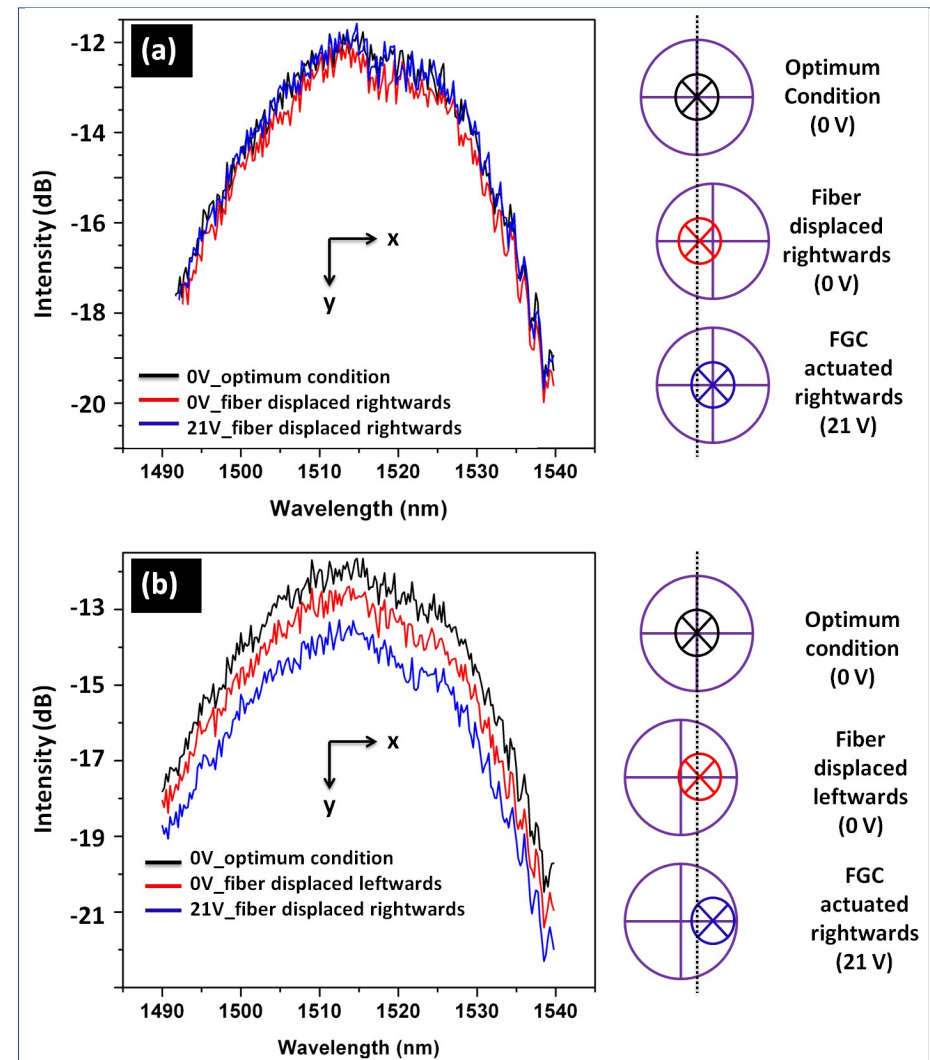 (a)
-12
-14
-16
-18
-20
Intensity (dB)
x
y
0V_optimum condition
0V_fiber displaced rightwards
21V_fiber displaced rightwards
1490 1500 1510 1520 1530 1540
Wavelength (nm)
Optimum
Condition
(0 V)
Fiber
displaced
rightwards
(0 V)
FGC
actuated
rightwards
(21 V)
(b)
-13
-15
-17
-19
-21
Intensity (dB)
x
y
0V_optimum condition
0V_fiber displaced leftwards
21V_fiber displaced rightwards
1490 1500 1510 1520 1530 1540
Wavelength (nm)
Optimum
condition
(0 V)
Fiber
displaced
leftwards
(0 V)
FGC
actuated
rightwards
(21 V)